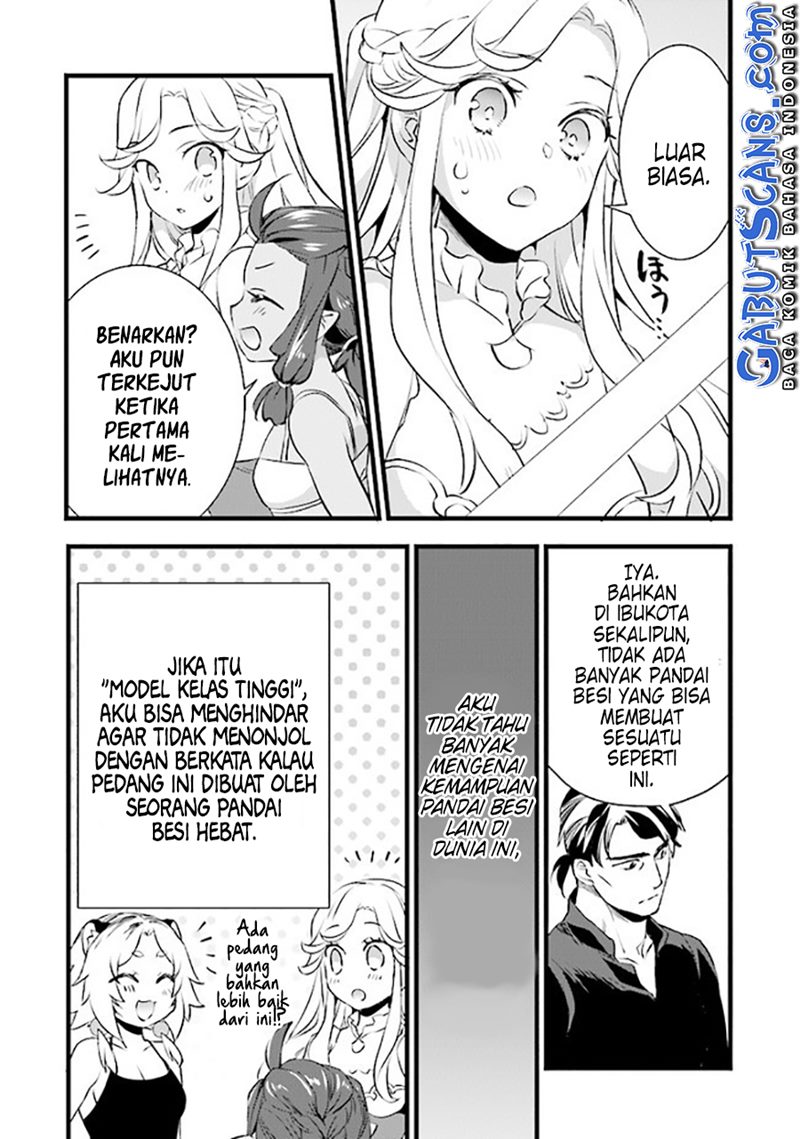 LUAR
BIASA.
ほう…
BENARKAN?
AKU PUN
TERKEJUT
KETIKA
PERTAMA
KALI ME-
LIHATNYA.
IYA.
BAHKAN
DI IBUKOTA
SEKALIPUN,
TIDAK ADA
BANYAK PANDAI
BESI YANG BISA
MEMBUAT
SESUATU
SEPERTI
INI.
AKU
TIDAK TAHU
BANYAK
MENGENAI
KEMAMPUAN
PANDAI BESI
LAIN DI
DUNIA INI,
JIKA ITU
"MODEL KELAS TINGGI",
AKU BISA MENGHINDAR
AGAR TIDAK MENONJOL
DENGAN BERKATA KALAU
PEDANG INI DIBUAT OLEH
SEORANG PANDAI
BESI HEBAT.
Ada
pedang
yang
bahkan
lebih baik
dari ini!?
GABUTSCANS.COM
BACA KOMIK BAHASA INDONESIA